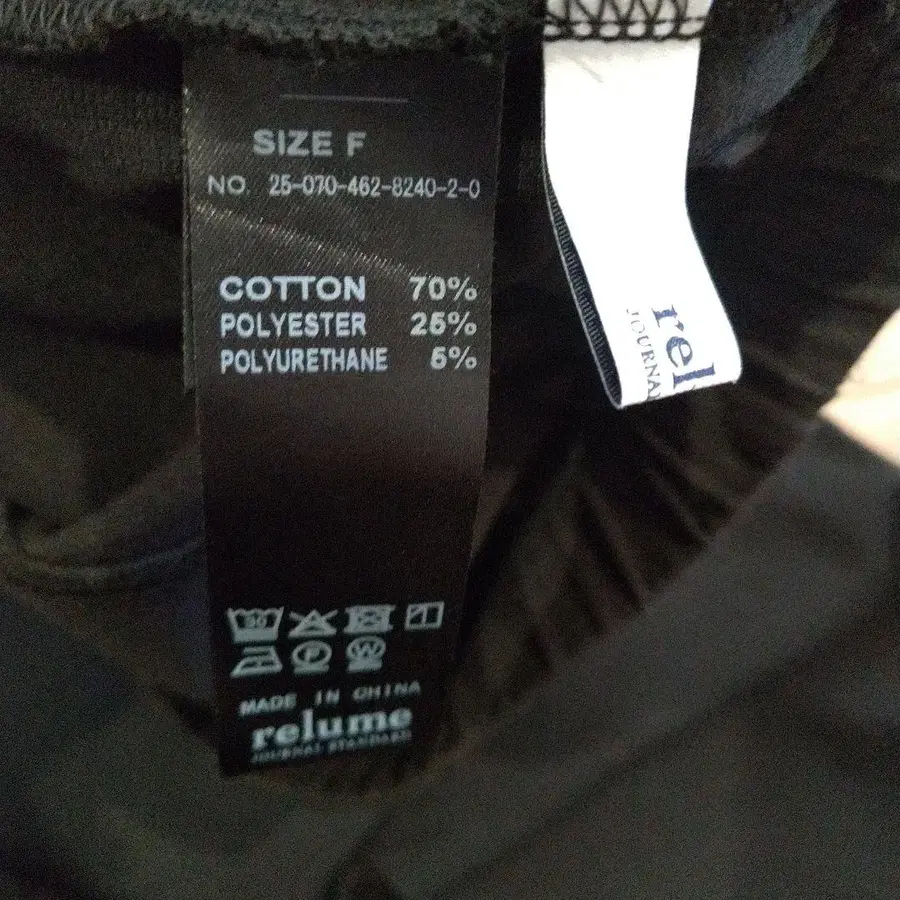 SIZE F
NO. 25-070-462-8240-2-0
COTTON 70%
POLYESTER 25%
POLYURETHANE 5%
30
F W
MADE IN CHINA
relume
JOURNAL STANDARD
rel
JOURNA